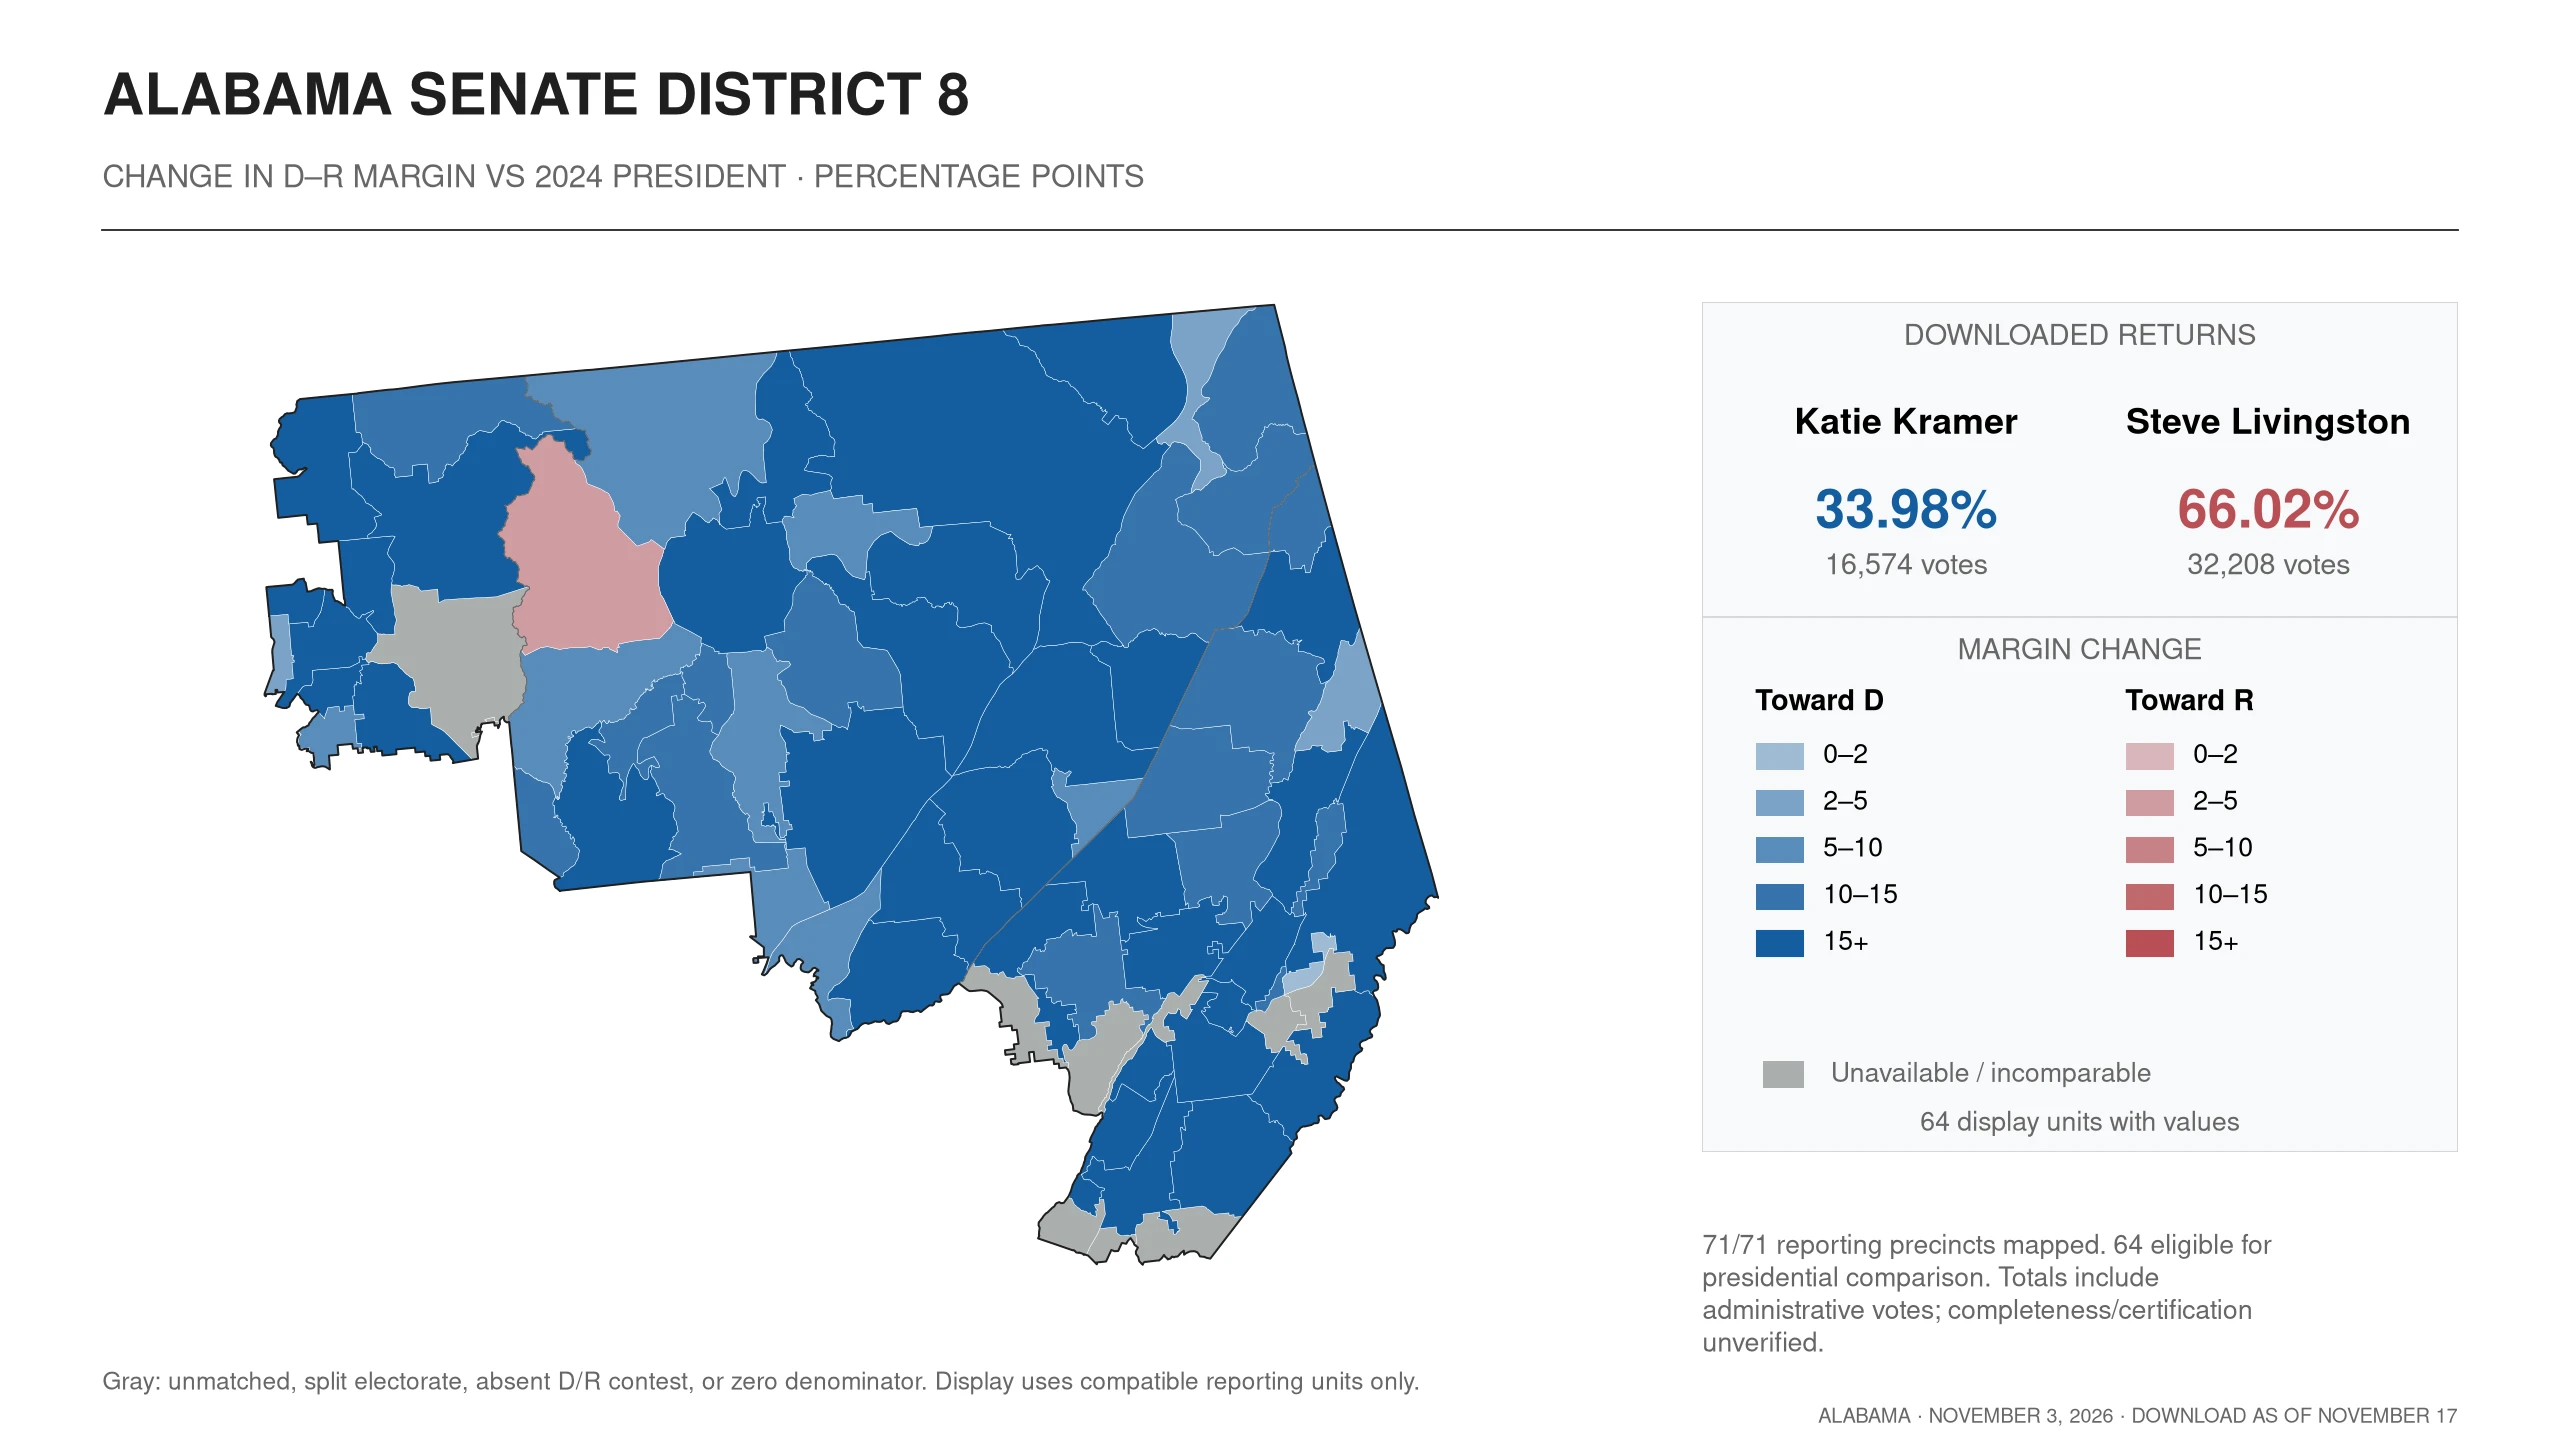 ALABAMA SENATE DISTRICT 8
CHANGE IN D–R MARGIN VS 2024 PRESIDENT · PERCENTAGE POINTS
DOWNLOADED RETURNS
Katie Kramer Steve Livingston
33.98% 66.02%
16,574 votes 32,208 votes
MARGIN CHANGE
Toward D Toward R
0–2 0–2
2–5 2–5
5–10 5–10
10–15 10–15
15+ 15+
Unavailable / incomparable
64 display units with values
71/71 reporting precincts mapped. 64 eligible for
presidential comparison. Totals include
administrative votes; completeness/certification
unverified.
Gray: unmatched, split electorate, absent D/R contest, or zero denominator. Display uses compatible reporting units only.
ALABAMA · NOVEMBER 3, 2026 · DOWNLOAD AS OF NOVEMBER 17